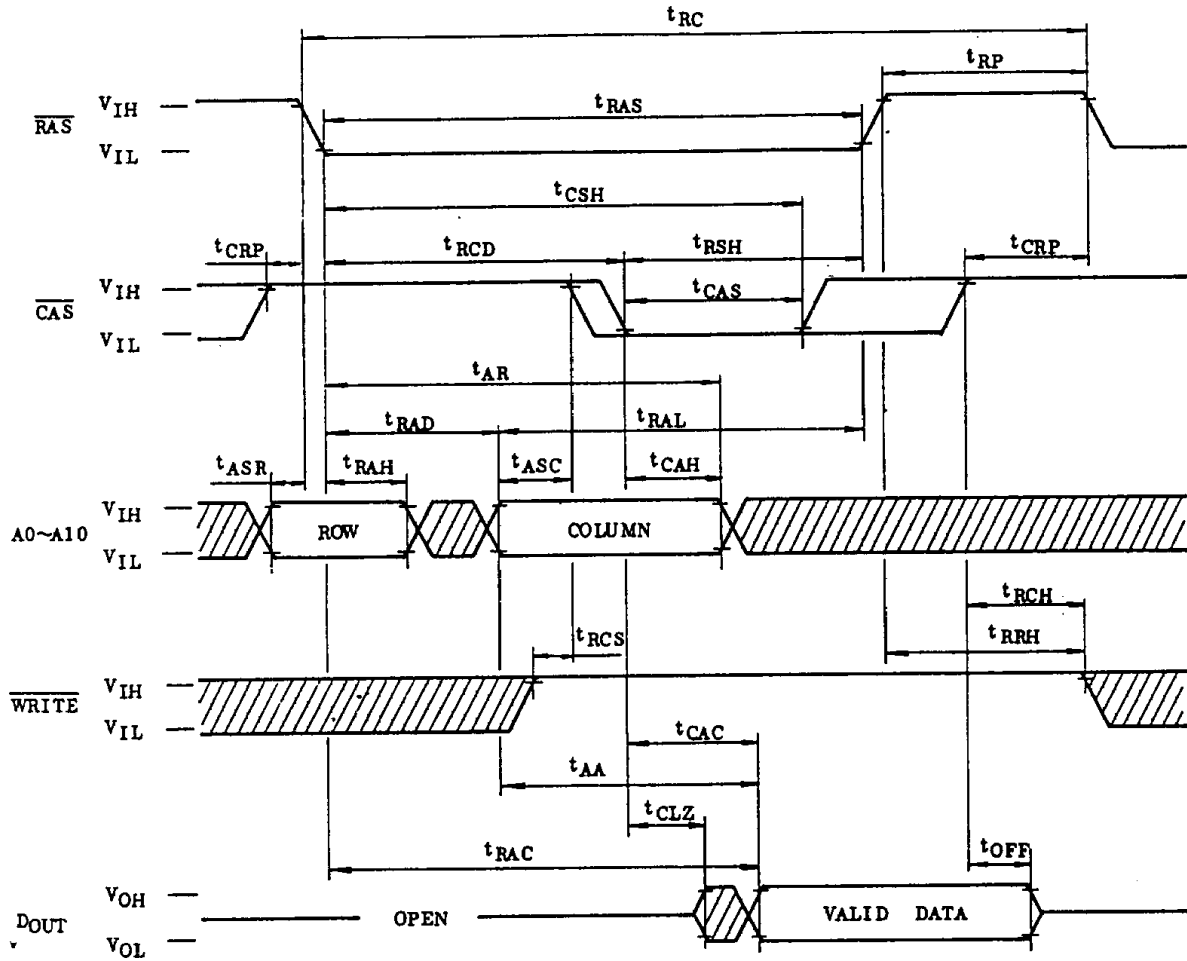 tRC
tRP
RAS
VIH
VIL
tRAS
tCSH
tCRP
tRCD
tRSH
tCRP
CAS
VIH
VIL
tCAS
tAR
tRAD
tRAL
tASR
tRAH
tASC
tCAH
A0~A10
VIH
VIL
ROW
COLUMN
tRCH
tRCS
tRRH
WRITE
VIH
VIL
tCAC
tAA
tCLZ
tRAC
tOFF
DOUT
VOH
VOL
OPEN
VALID DATA